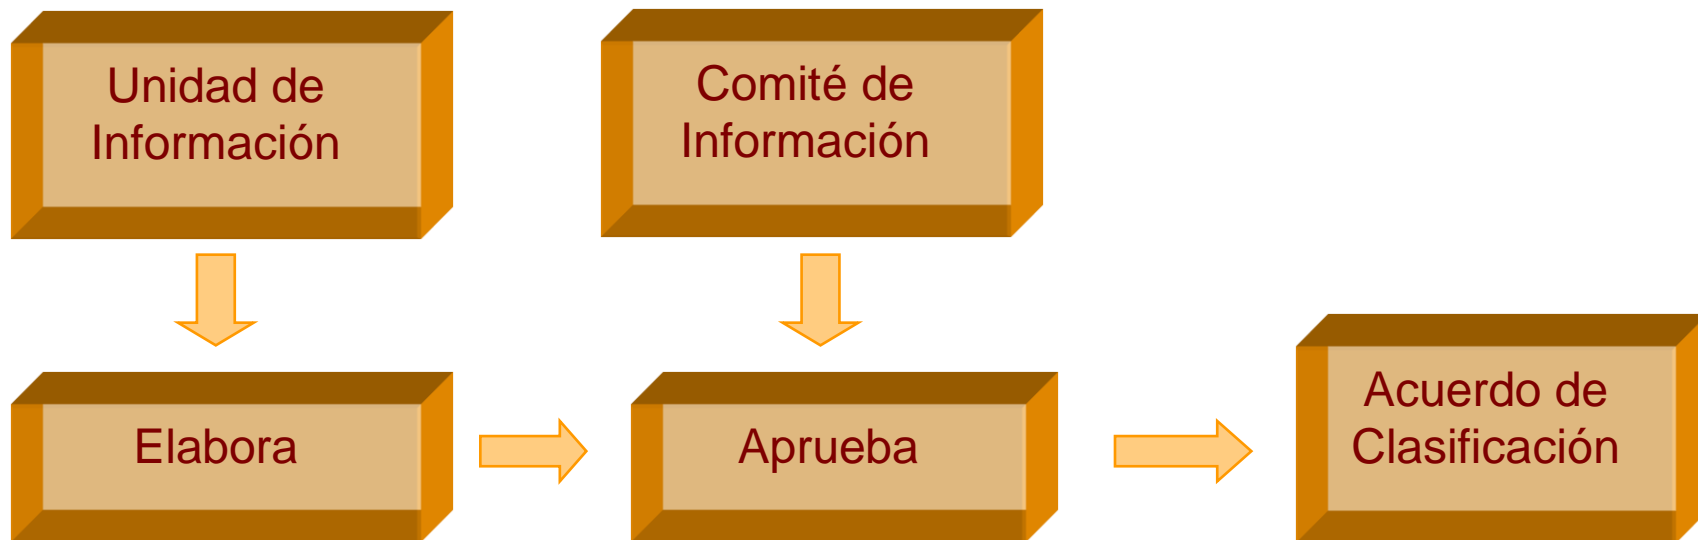 Unidad de
Información
Comité de
Información
Elabora
Aprueba
Acuerdo de
Clasificación